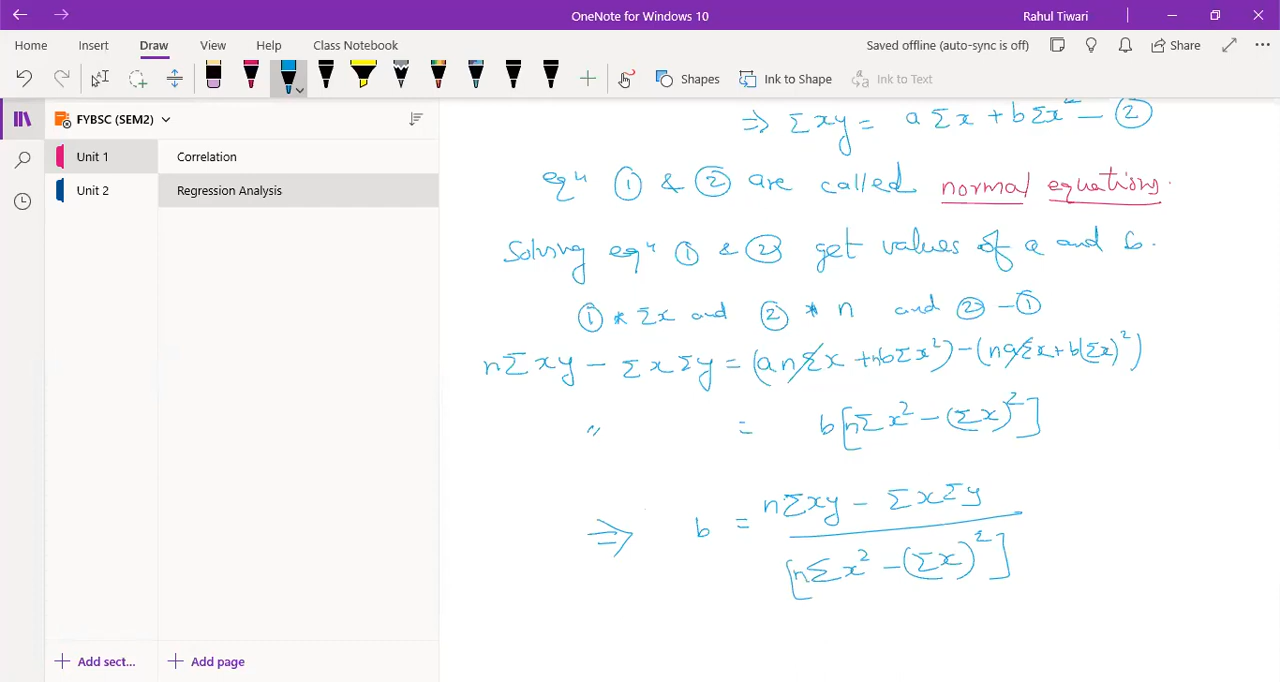 OneNote for Windows 10
Rahul Tiwari
Home Insert Draw View Help Class Notebook
Saved offline (auto-sync is off) Share
Shapes Ink to Shape Ink to Text
FYBSC (SEM2)
Unit 1
Unit 2
Correlation
Regression Analysis
Add sect...
Add page
⇒ Σxy = aΣx + bΣx² — ②
eqⁿ ① & ② are called normal equations.
Solving eqⁿ ① & ② get values of a and b.
① * Σx and ② * n and ② - ①
nΣxy - ΣxΣy = (anΣx + nbΣx²) - (naΣx + b(Σx)²)
〃 = b[nΣx² - (Σx)²]
⇒ b = nΣxy - ΣxΣy
[nΣx² - (Σx)²]